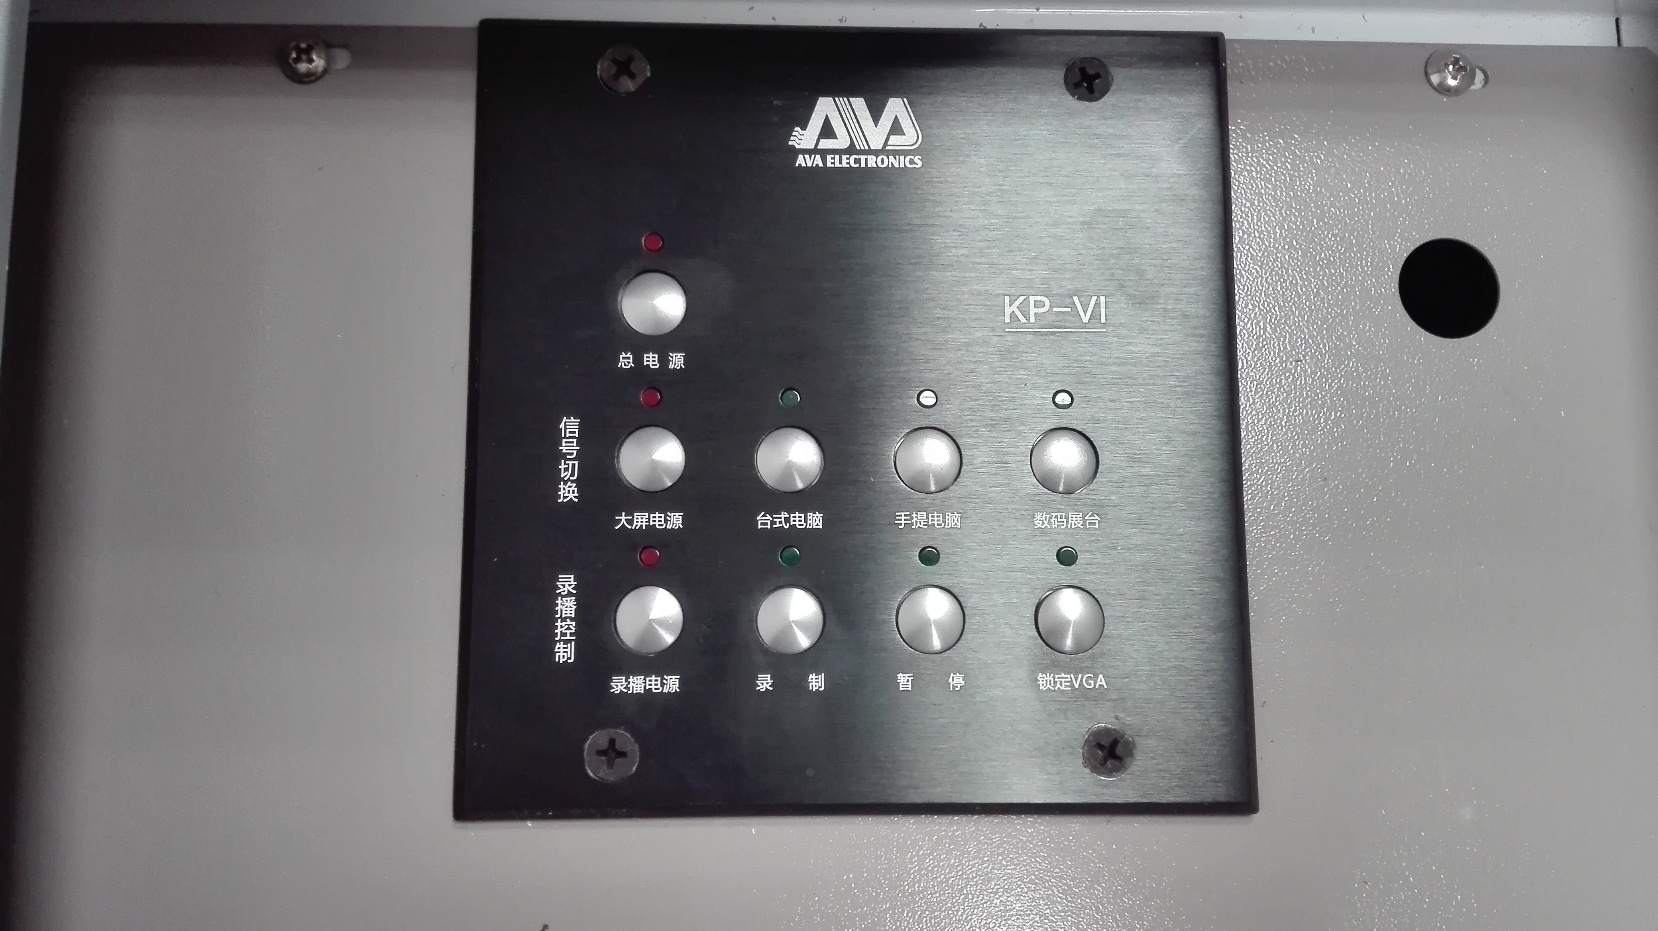 AVA
AVA ELECTRONICS
KP-VI
总电源
信号切换
大屏电源 台式电脑 手提电脑 数码展台
录播控制
录播电源 录制 暂停 锁定VGA